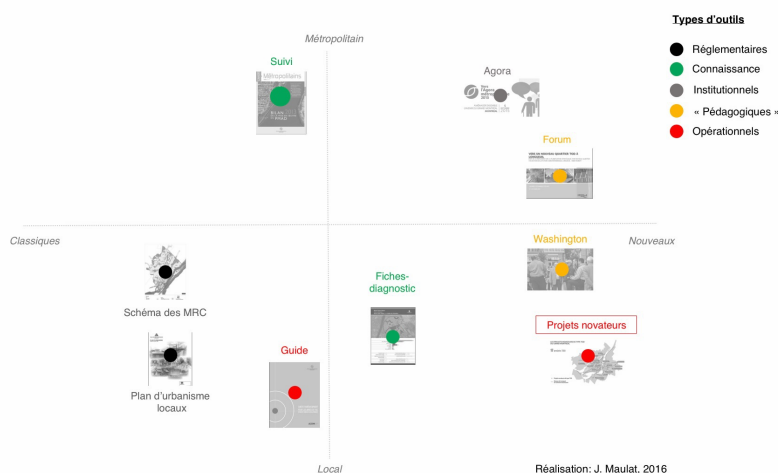 Métropolitain
Types d'outils
Réglementaires
Connaissance
Institutionnels
« Pédagogiques »
Opérationnels
Suivi
Agora
Forum
Classiques
Nouveaux
Washington
Fiches-
diagnostic
Schéma des MRC
Projets novateurs
Guide
Plan d'urbanisme
locaux
Local
Réalisation: J. Maulat, 2016